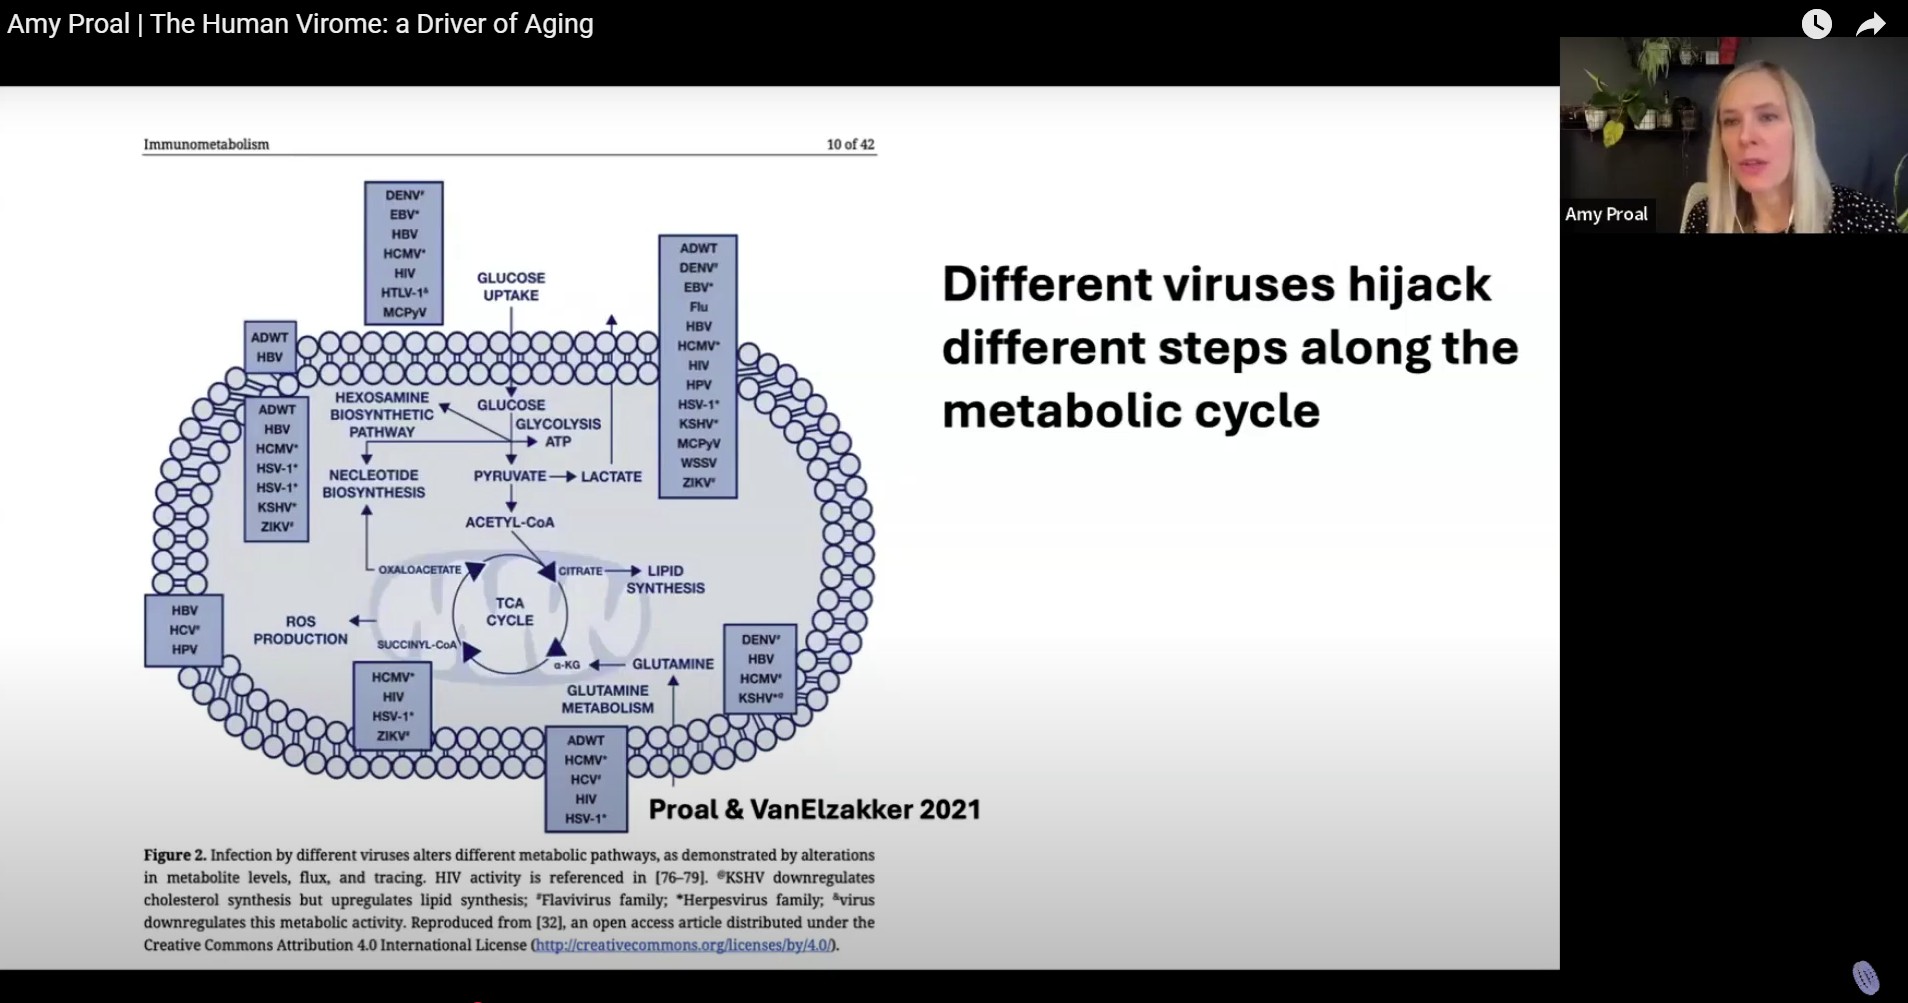 Amy Proal | The Human Virome: a Driver of Aging
Amy Proal
Immunometabolism
10 of 42
Different viruses hijack
different steps along the
metabolic cycle
DENV#
EBV*
HBV
HCMV*
HIV
HTLV-1&
MCPyV
GLUCOSE
UPTAKE
ADWT
DENV#
EBV*
Flu
HBV
HCMV*
HIV
HPV
HSV-1*
KSHV*
MCPyV
WSSV
ZIKV#
ADWT
HBV
ADWT
HBV
HCMV*
HSV-1*
HSV-1*
KSHV*
ZIKV#
HEXOSAMINE
BIOSYNTHETIC
PATHWAY
GLUCOSE
GLYCOLYSIS
ATP
NECLEOTIDE
BIOSYNTHESIS
PYRUVATE
LACTATE
ACETYL-CoA
OXALOACETATE
CITRATE
LIPID
SYNTHESIS
TCA
CYCLE
ROS
PRODUCTION
SUCCINYL-CoA
α-KG
GLUTAMINE
GLUTAMINE
METABOLISM
HBV
HCV#
HPV
HCMV*
HIV
HSV-1*
ZIKV#
DENV#
HBV
HCMV*
KSHV*@
ADWT
HCMV*
HCV#
HIV
HSV-1*
Proal & VanElzakker 2021
Figure 2. Infection by different viruses alters different metabolic pathways, as demonstrated by alterations
in metabolite levels, flux, and tracing. HIV activity is referenced in [76–79]. @KSHV downregulates
cholesterol synthesis but upregulates lipid synthesis; #Flavivirus family; *Herpesvirus family; &virus
downregulates this metabolic activity. Reproduced from [32], an open access article distributed under the
Creative Commons Attribution 4.0 International License (http://creativecommons.org/licenses/by/4.0/).